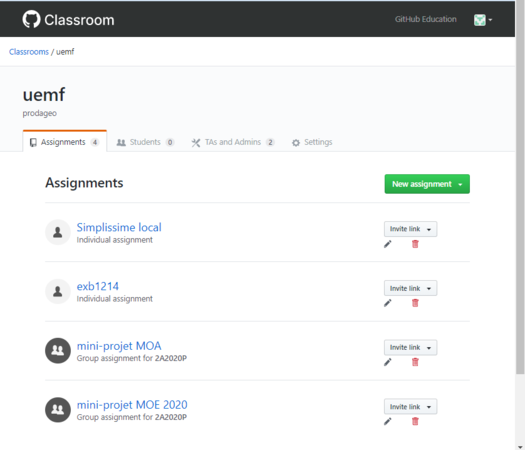 Classroom
GitHub Education
Classrooms / uemf
uemf
prodageo
Assignments 4 Students 0 TAs and Admins 2 Settings
Assignments
New assignment
Simplissime local
Individual assignment
Invite link
exb1214
Individual assignment
Invite link
mini-projet MOA
Group assignment for 2A2020P
Invite link
mini-projet MOE 2020
Group assignment for 2A2020P
Invite link